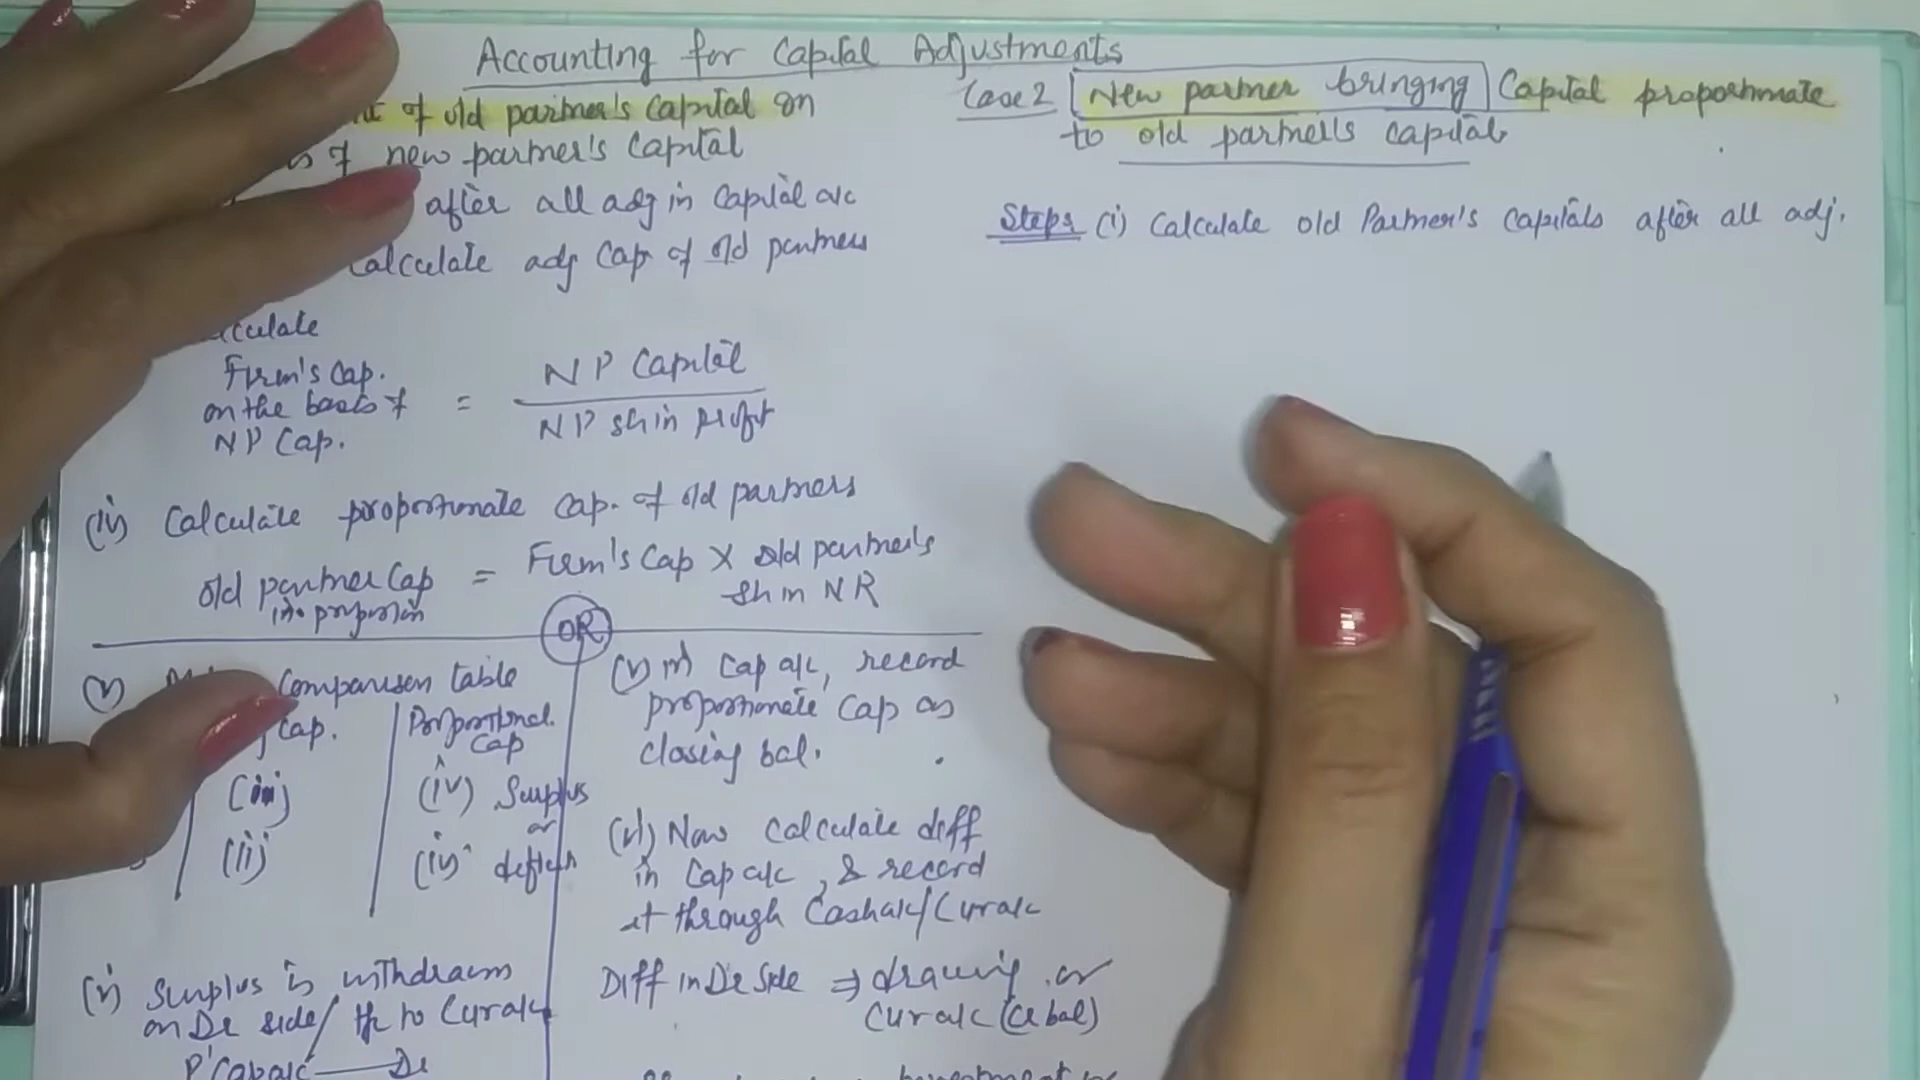 Accounting for Capital Adjustments
of old partner's capital on
of new partner's capital
after all adj in Capital a/c
Calculate adj Cap of old partners
Firm's Cap.
on the basis of = NP Capital
NP Cap. NP sh in profit
(iv) Calculate proportionate cap. of old partners
old partner Cap = Firm's Cap X old partner's
in proportion sh in NR
OR
(v) Comparison table
Cap. Proportional Cap
(iii) (iv) Surplus
or
(ii) (iv)
(v) Surplus is withdrawn
on Dr side/ to Cur a/c
P' Cap a/c Dr
(v) in Cap a/c, record
proportionate Cap as
closing bal.
(vi) Now calculate diff
in Cap a/c, & record
it through Cash a/c/Cur a/c
Diff in Dr Side ⇒ drawing or
Cur a/c (Cr bal)
Case 2 New partner bringing Capital proportionate
to old partner's capital
Steps (i) Calculate old Partner's Capitals after all adj.